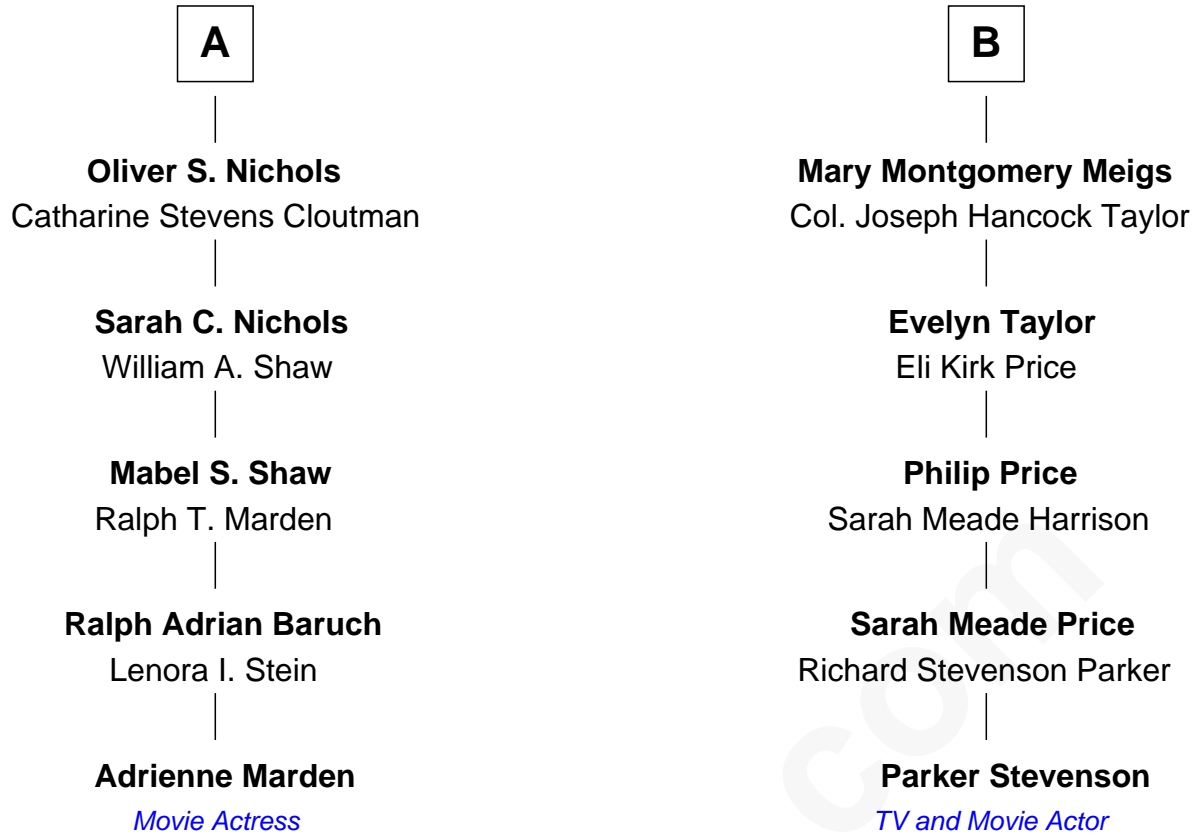 A
B
Oliver S. Nichols
Catharine Stevens Cloutman
Mary Montgomery Meigs
Col. Joseph Hancock Taylor
Sarah C. Nichols
William A. Shaw
Evelyn Taylor
Eli Kirk Price
Mabel S. Shaw
Ralph T. Marden
Philip Price
Sarah Meade Harrison
Ralph Adrian Baruch
Lenora I. Stein
Sarah Meade Price
Richard Stevenson Parker
Adrienne Marden
Movie Actress
Parker Stevenson
TV and Movie Actor
com